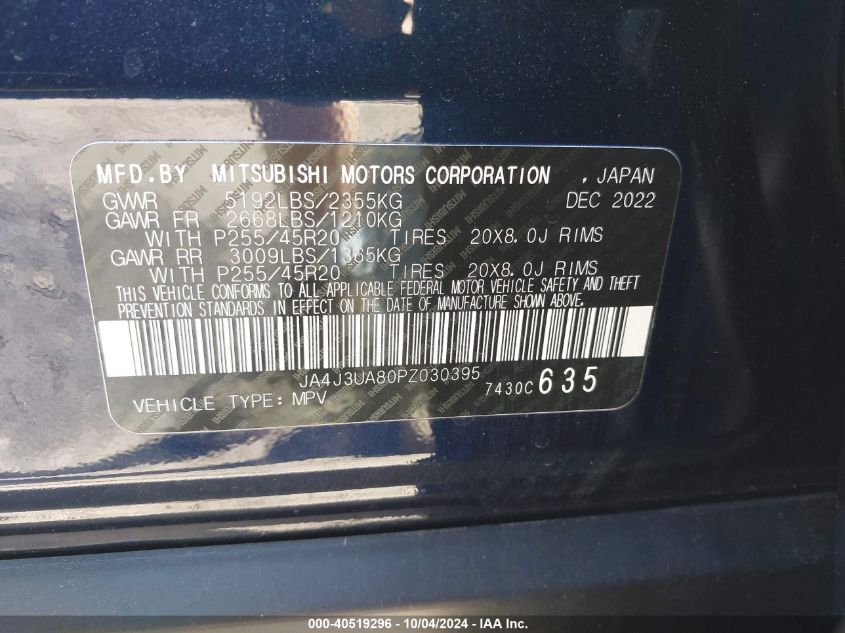 MFD.BY MITSUBISHI MOTORS CORPORATION . JAPAN
GVWR 5192LBS/2355KG DEC 2022
GAWR FR 2668LBS/1210KG
WITH P255/45R20 TIRES 20X8.0J RIMS
GAWR RR 3009LBS/1365KG
WITH P255/45R20 TIRES 20X8.0J RIMS
THIS VEHICLE CONFORMS TO ALL APPLICABLE FEDERAL MOTOR VEHICLE SAFETY AND THEFT
PREVENTION STANDARDS IN EFFECT ON THE DATE OF MANUFACTURE SHOWN ABOVE.
JA4J3UA80PZ030395
7430C 635
VEHICLE TYPE: MPV
000-40519296 - 10/04/2024 - IAA Inc.